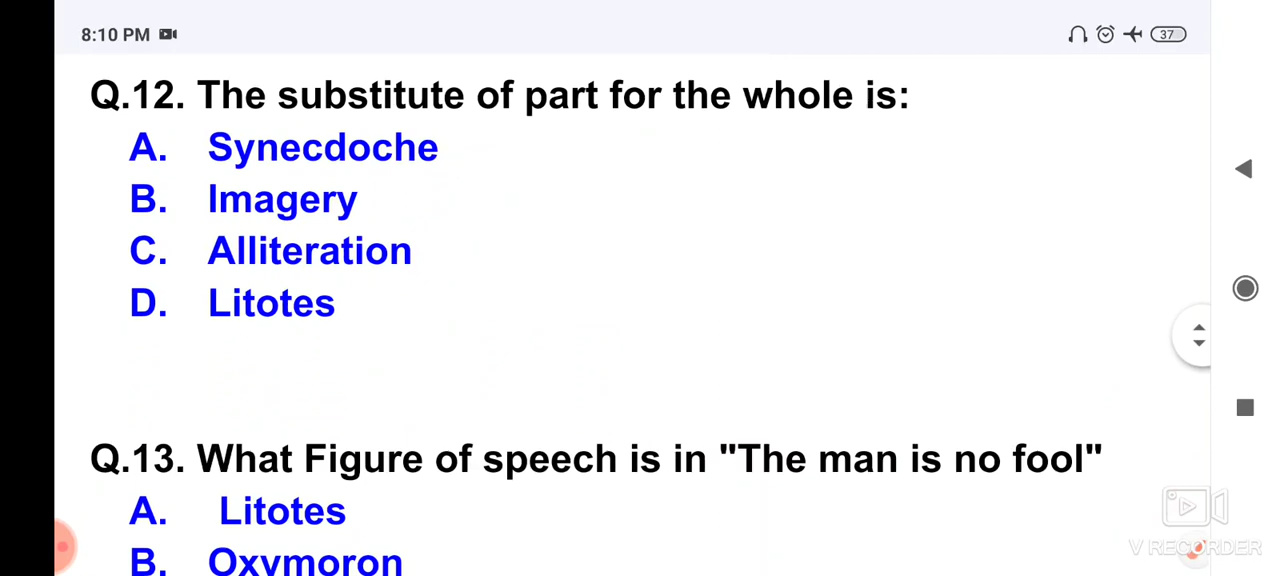 8:10 PM
37
Q.12. The substitute of part for the whole is:
A. Synecdoche
B. Imagery
C. Alliteration
D. Litotes
Q.13. What Figure of speech is in "The man is no fool"
A. Litotes
B. Oxymoron
V RECORDER